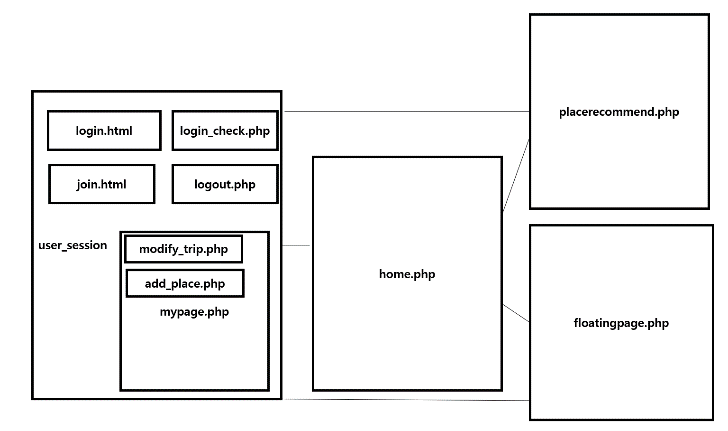 login.html
login_check.php
join.html
logout.php
user_session
modify_trip.php
add_place.php
mypage.php
home.php
placerecommend.php
floatingpage.php